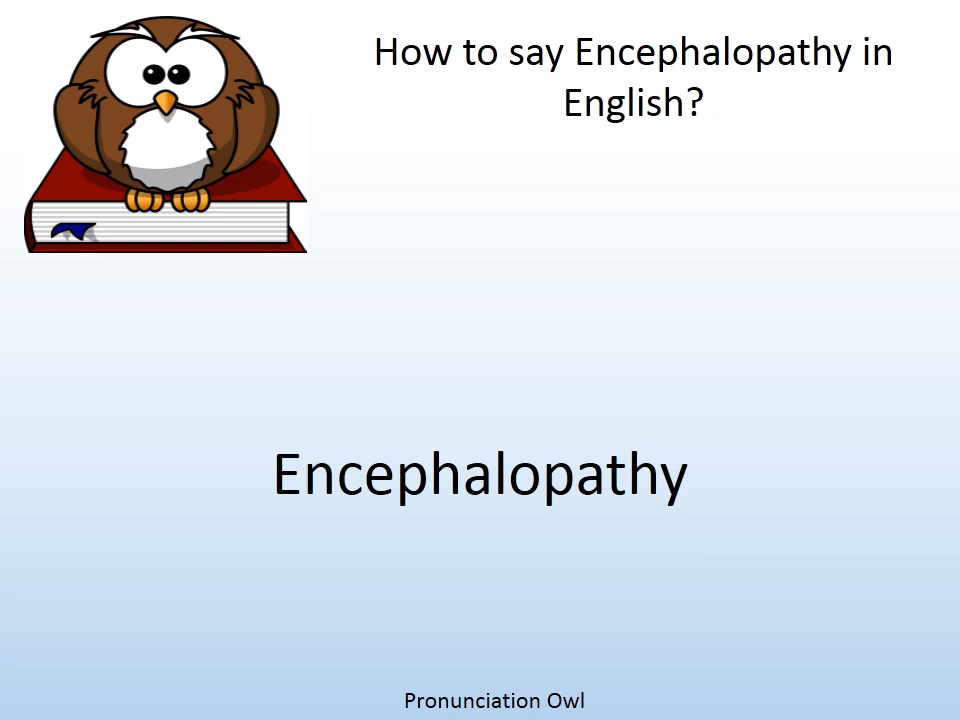 How to say Encephalopathy in
English?
Encephalopathy
Pronunciation Owl